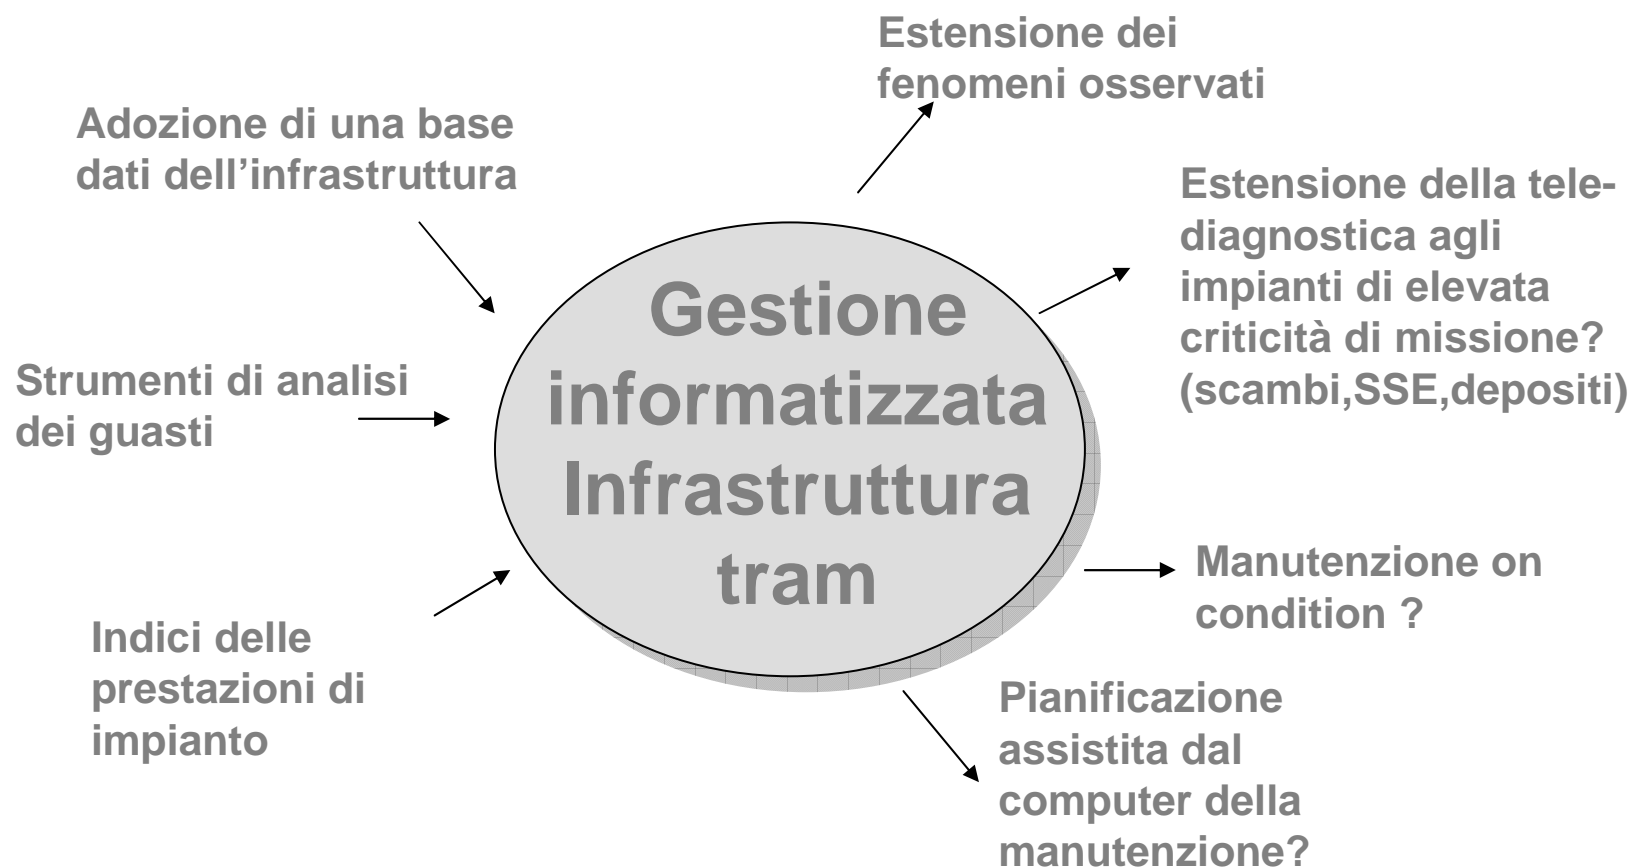 Estensione dei
fenomeni osservati
Adozione di una base
dati dell’infrastruttura
Estensione della tele-
diagnostica agli
impianti di elevata
criticità di missione?
(scambi,SSE,depositi)
Gestione
informatizzata
Infrastruttura
tram
Strumenti di analisi
dei guasti
Manutenzione on
condition ?
Indici delle
prestazioni di
impianto
Pianificazione
assistita dal
computer della
manutenzione?